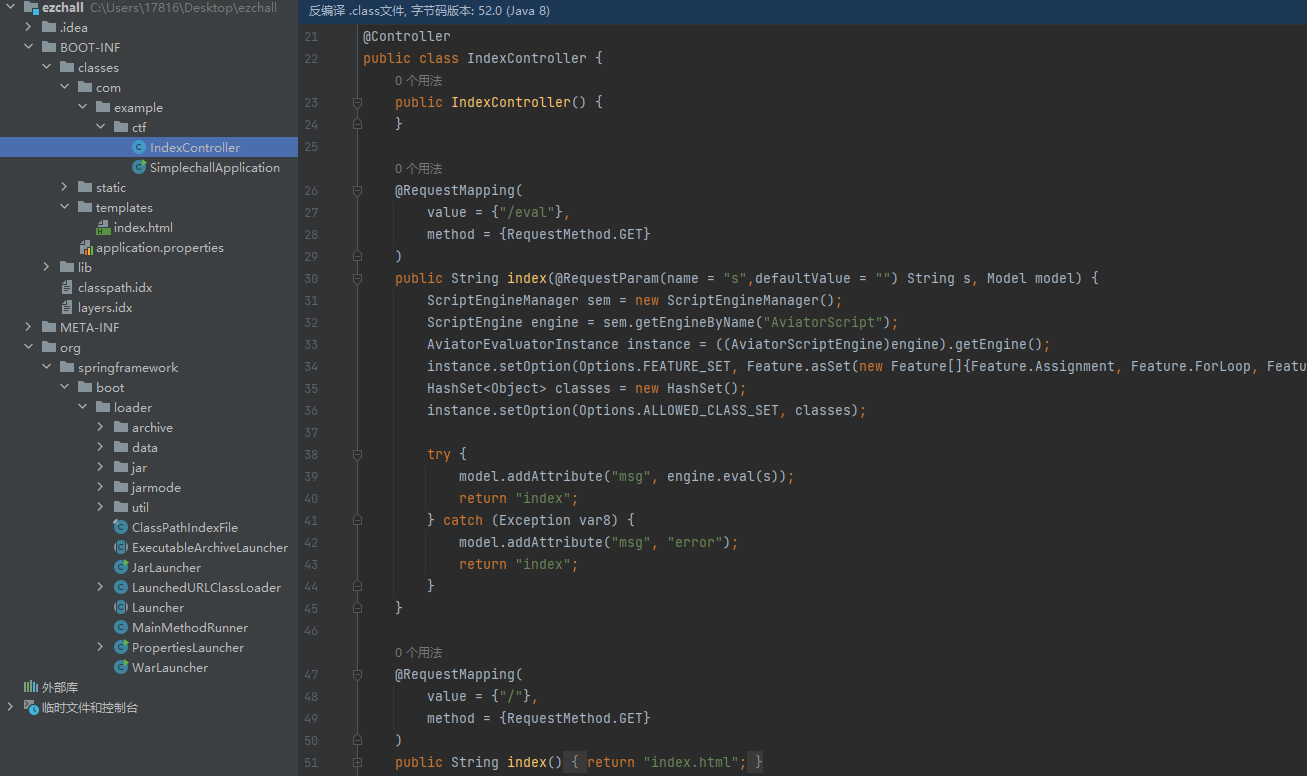 ezchall C:\Users\17816\Desktop\ezchall
.idea
BOOT-INF
classes
com
example
ctf
IndexController
SimplechallApplication
static
templates
index.html
application.properties
lib
classpath.idx
layers.idx
META-INF
org
springframework
boot
loader
archive
data
jar
jarmode
util
ClassPathIndexFile
ExecutableArchiveLauncher
JarLauncher
LaunchedURLClassLoader
Launcher
MainMethodRunner
PropertiesLauncher
WarLauncher
外部库
临时文件和控制台
反编译 .class文件, 字节码版本: 52.0 (Java 8)
21 @Controller
22 public class IndexController {
0 个用法
23 public IndexController() {
24 }
25
0 个用法
26 @RequestMapping(
27 value = {"/eval"},
28 method = {RequestMethod.GET}
29 )
30 public String index(@RequestParam(name = "s",defaultValue = "") String s, Model model) {
31 ScriptEngineManager sem = new ScriptEngineManager();
32 ScriptEngine engine = sem.getEngineByName("AviatorScript");
33 AviatorEvaluatorInstance instance = ((AviatorScriptEngine)engine).getEngine();
34 instance.setOption(Options.FEATURE_SET, Feature.asSet(new Feature[]{Feature.Assignment, Feature.ForLoop, Featu
35 HashSet<Object> classes = new HashSet();
36 instance.setOption(Options.ALLOWED_CLASS_SET, classes);
37
38 try {
39 model.addAttribute("msg", engine.eval(s));
40 return "index";
41 } catch (Exception var8) {
42 model.addAttribute("msg", "error");
43 return "index";
44 }
45 }
46
0 个用法
47 @RequestMapping(
48 value = {"/"},
49 method = {RequestMethod.GET}
50 )
51 public String index() { return "index.html"; }